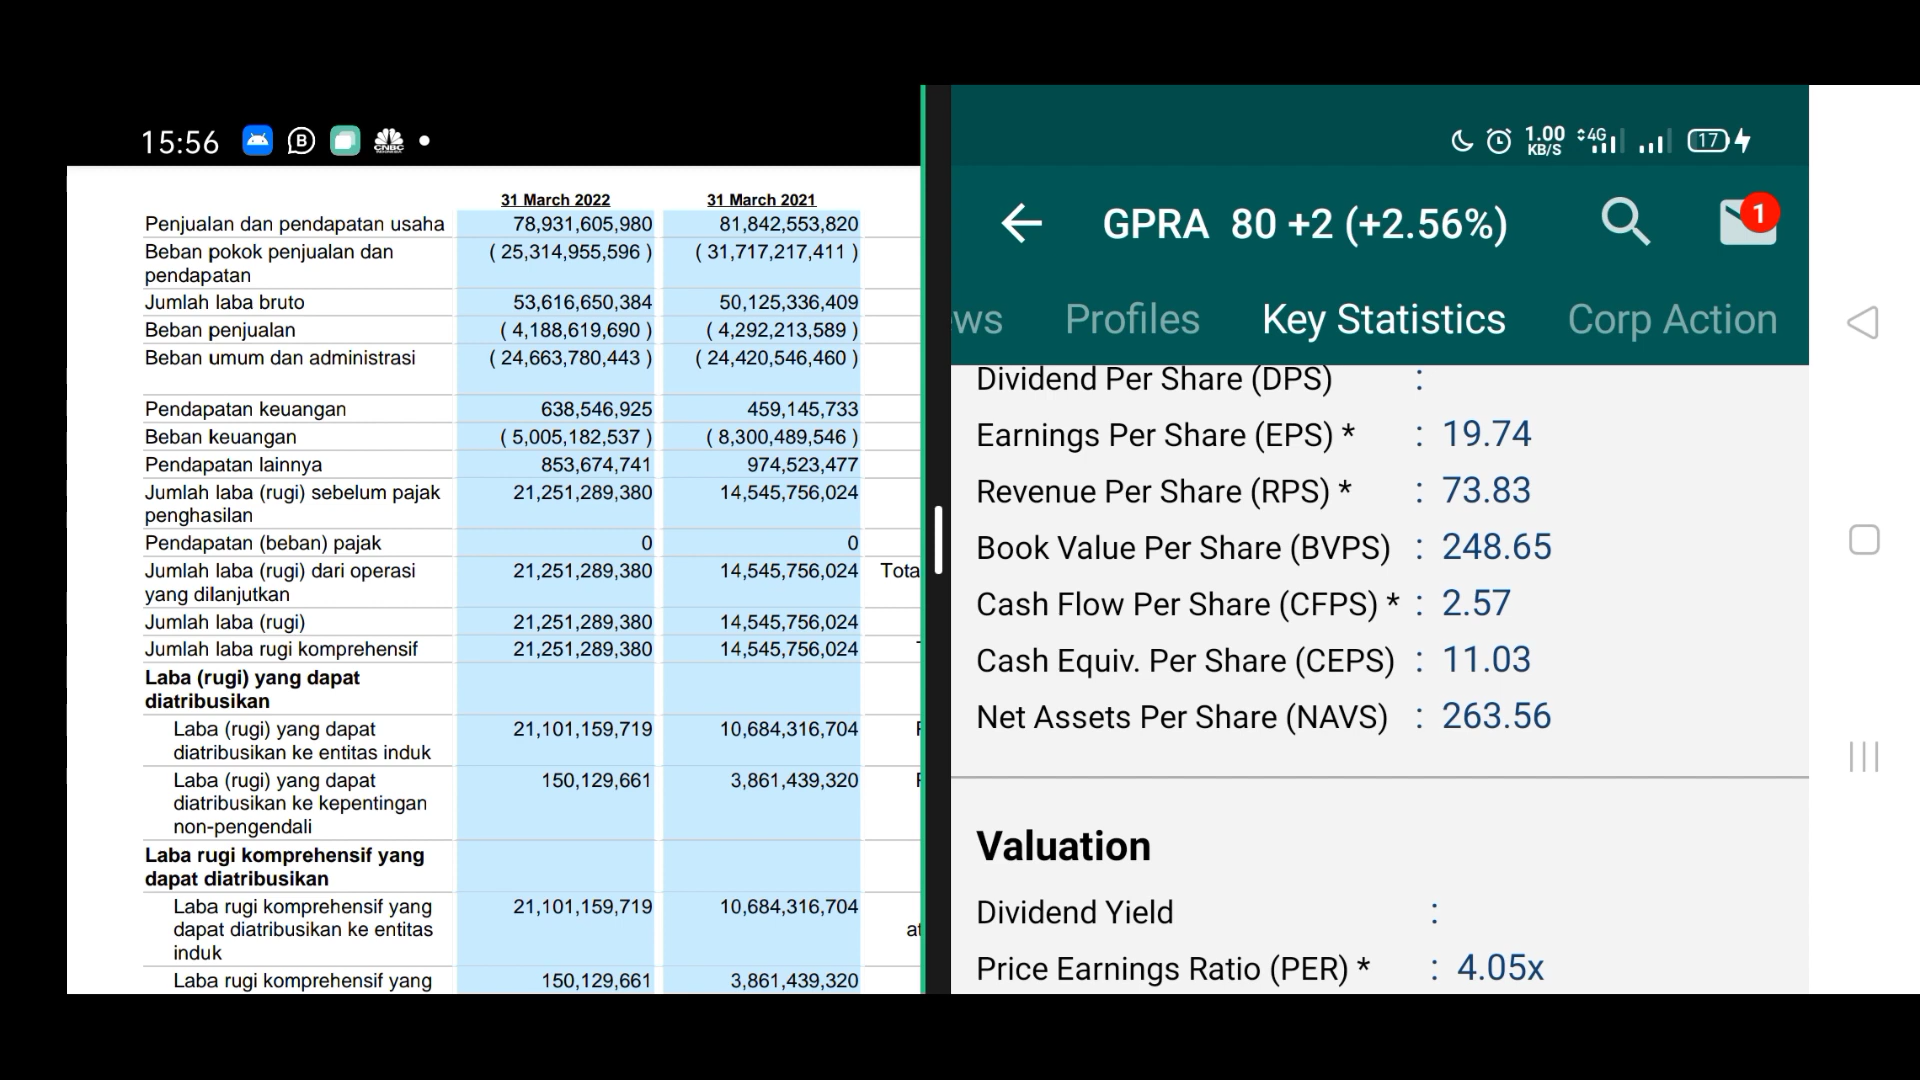 15:56
B
CNBC
INDONESIA
31 March 2022 31 March 2021
Penjualan dan pendapatan usaha 78,931,605,980 81,842,553,820
Beban pokok penjualan dan ( 25,314,955,596 ) ( 31,717,217,411 )
pendapatan
Jumlah laba bruto 53,616,650,384 50,125,336,409
Beban penjualan ( 4,188,619,690 ) ( 4,292,213,589 )
Beban umum dan administrasi ( 24,663,780,443 ) ( 24,420,546,460 )
Pendapatan keuangan 638,546,925 459,145,733
Beban keuangan ( 5,005,182,537 ) ( 8,300,489,546 )
Pendapatan lainnya 853,674,741 974,523,477
Jumlah laba (rugi) sebelum pajak 21,251,289,380 14,545,756,024
penghasilan
Pendapatan (beban) pajak 0 0
Jumlah laba (rugi) dari operasi 21,251,289,380 14,545,756,024 Tota
yang dilanjutkan
Jumlah laba (rugi) 21,251,289,380 14,545,756,024
Jumlah laba rugi komprehensif 21,251,289,380 14,545,756,024
Laba (rugi) yang dapat
diatribusikan
Laba (rugi) yang dapat 21,101,159,719 10,684,316,704
diatribusikan ke entitas induk
Laba (rugi) yang dapat 150,129,661 3,861,439,320
diatribusikan ke kepentingan
non-pengendali
Laba rugi komprehensif yang
dapat diatribusikan
Laba rugi komprehensif yang 21,101,159,719 10,684,316,704
dapat diatribusikan ke entitas at
induk
Laba rugi komprehensif yang 150,129,661 3,861,439,320
1.00 KB/S 4G 17
GPRA 80 +2 (+2.56%) 1
ws Profiles Key Statistics Corp Action
Dividend Per Share (DPS) :
Earnings Per Share (EPS) * : 19.74
Revenue Per Share (RPS) * : 73.83
Book Value Per Share (BVPS) : 248.65
Cash Flow Per Share (CFPS) * : 2.57
Cash Equiv. Per Share (CEPS) : 11.03
Net Assets Per Share (NAVS) : 263.56
Valuation
Dividend Yield :
Price Earnings Ratio (PER) * : 4.05x